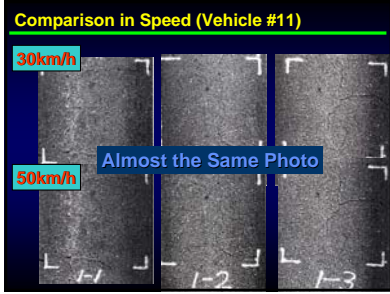 Comparison in Speed (Vehicle #11)
30km/h
Almost the Same Photo
50km/h
1-1
1-2
1-3